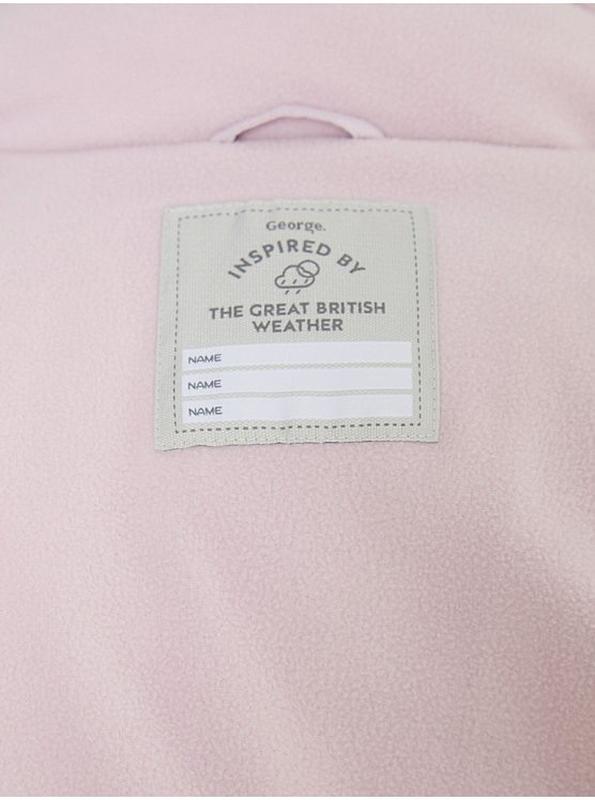 George.
INSPIRED BY
THE GREAT BRITISH
WEATHER
NAME
NAME
NAME